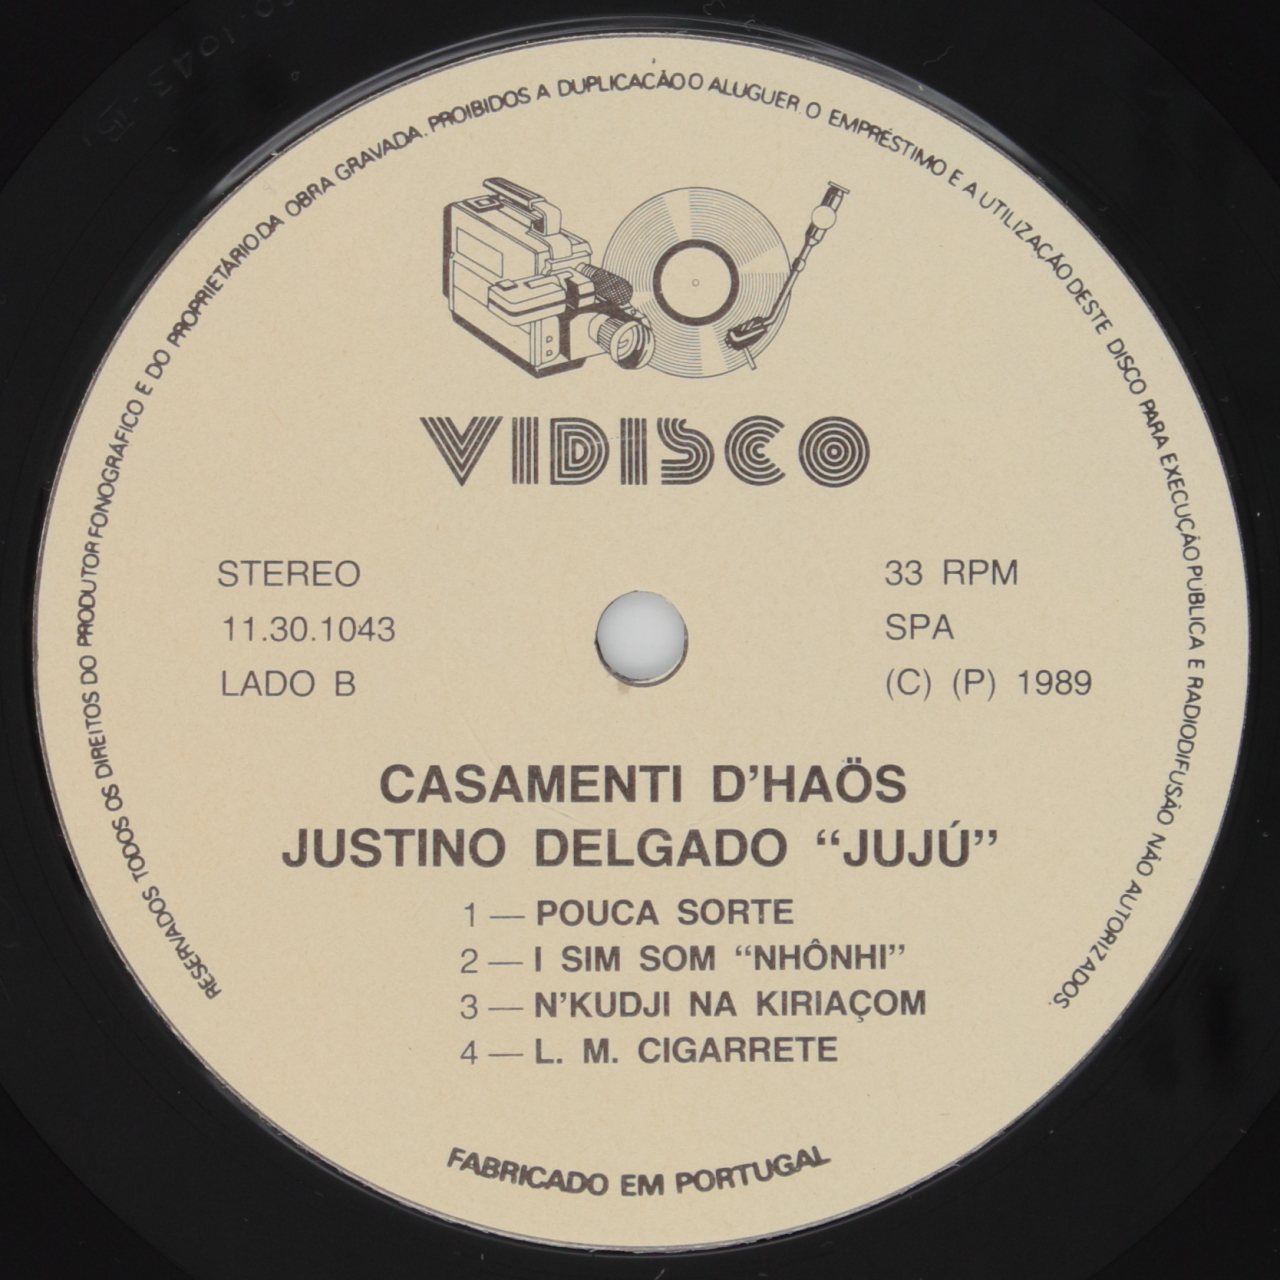 RESERVADOS TODOS OS DIREITOS DO PRODUTOR FONOGRÁFICO E DO PROPRIETÁRIO DA OBRA GRAVADA. PROIBIDOS A DUPLICAÇÃO O ALUGUER. O EMPRÉSTIMO E A UTILIZAÇÃO DESTE DISCO PARA EXECUÇÃO PÚBLICA E RADIODIFUSÃO NÃO AUTORIZADOS.
VIDISCO
STEREO
11.30.1043
LADO B
33 RPM
SPA
(C) (P) 1989
CASAMENTI D'HAÖS
JUSTINO DELGADO “JUJÚ”
1 — POUCA SORTE
2 — I SIM SOM “NHÔNHI”
3 — N'KUDJI NA KIRIAÇOM
4 — L. M. CIGARRETE
FABRICADO EM PORTUGAL